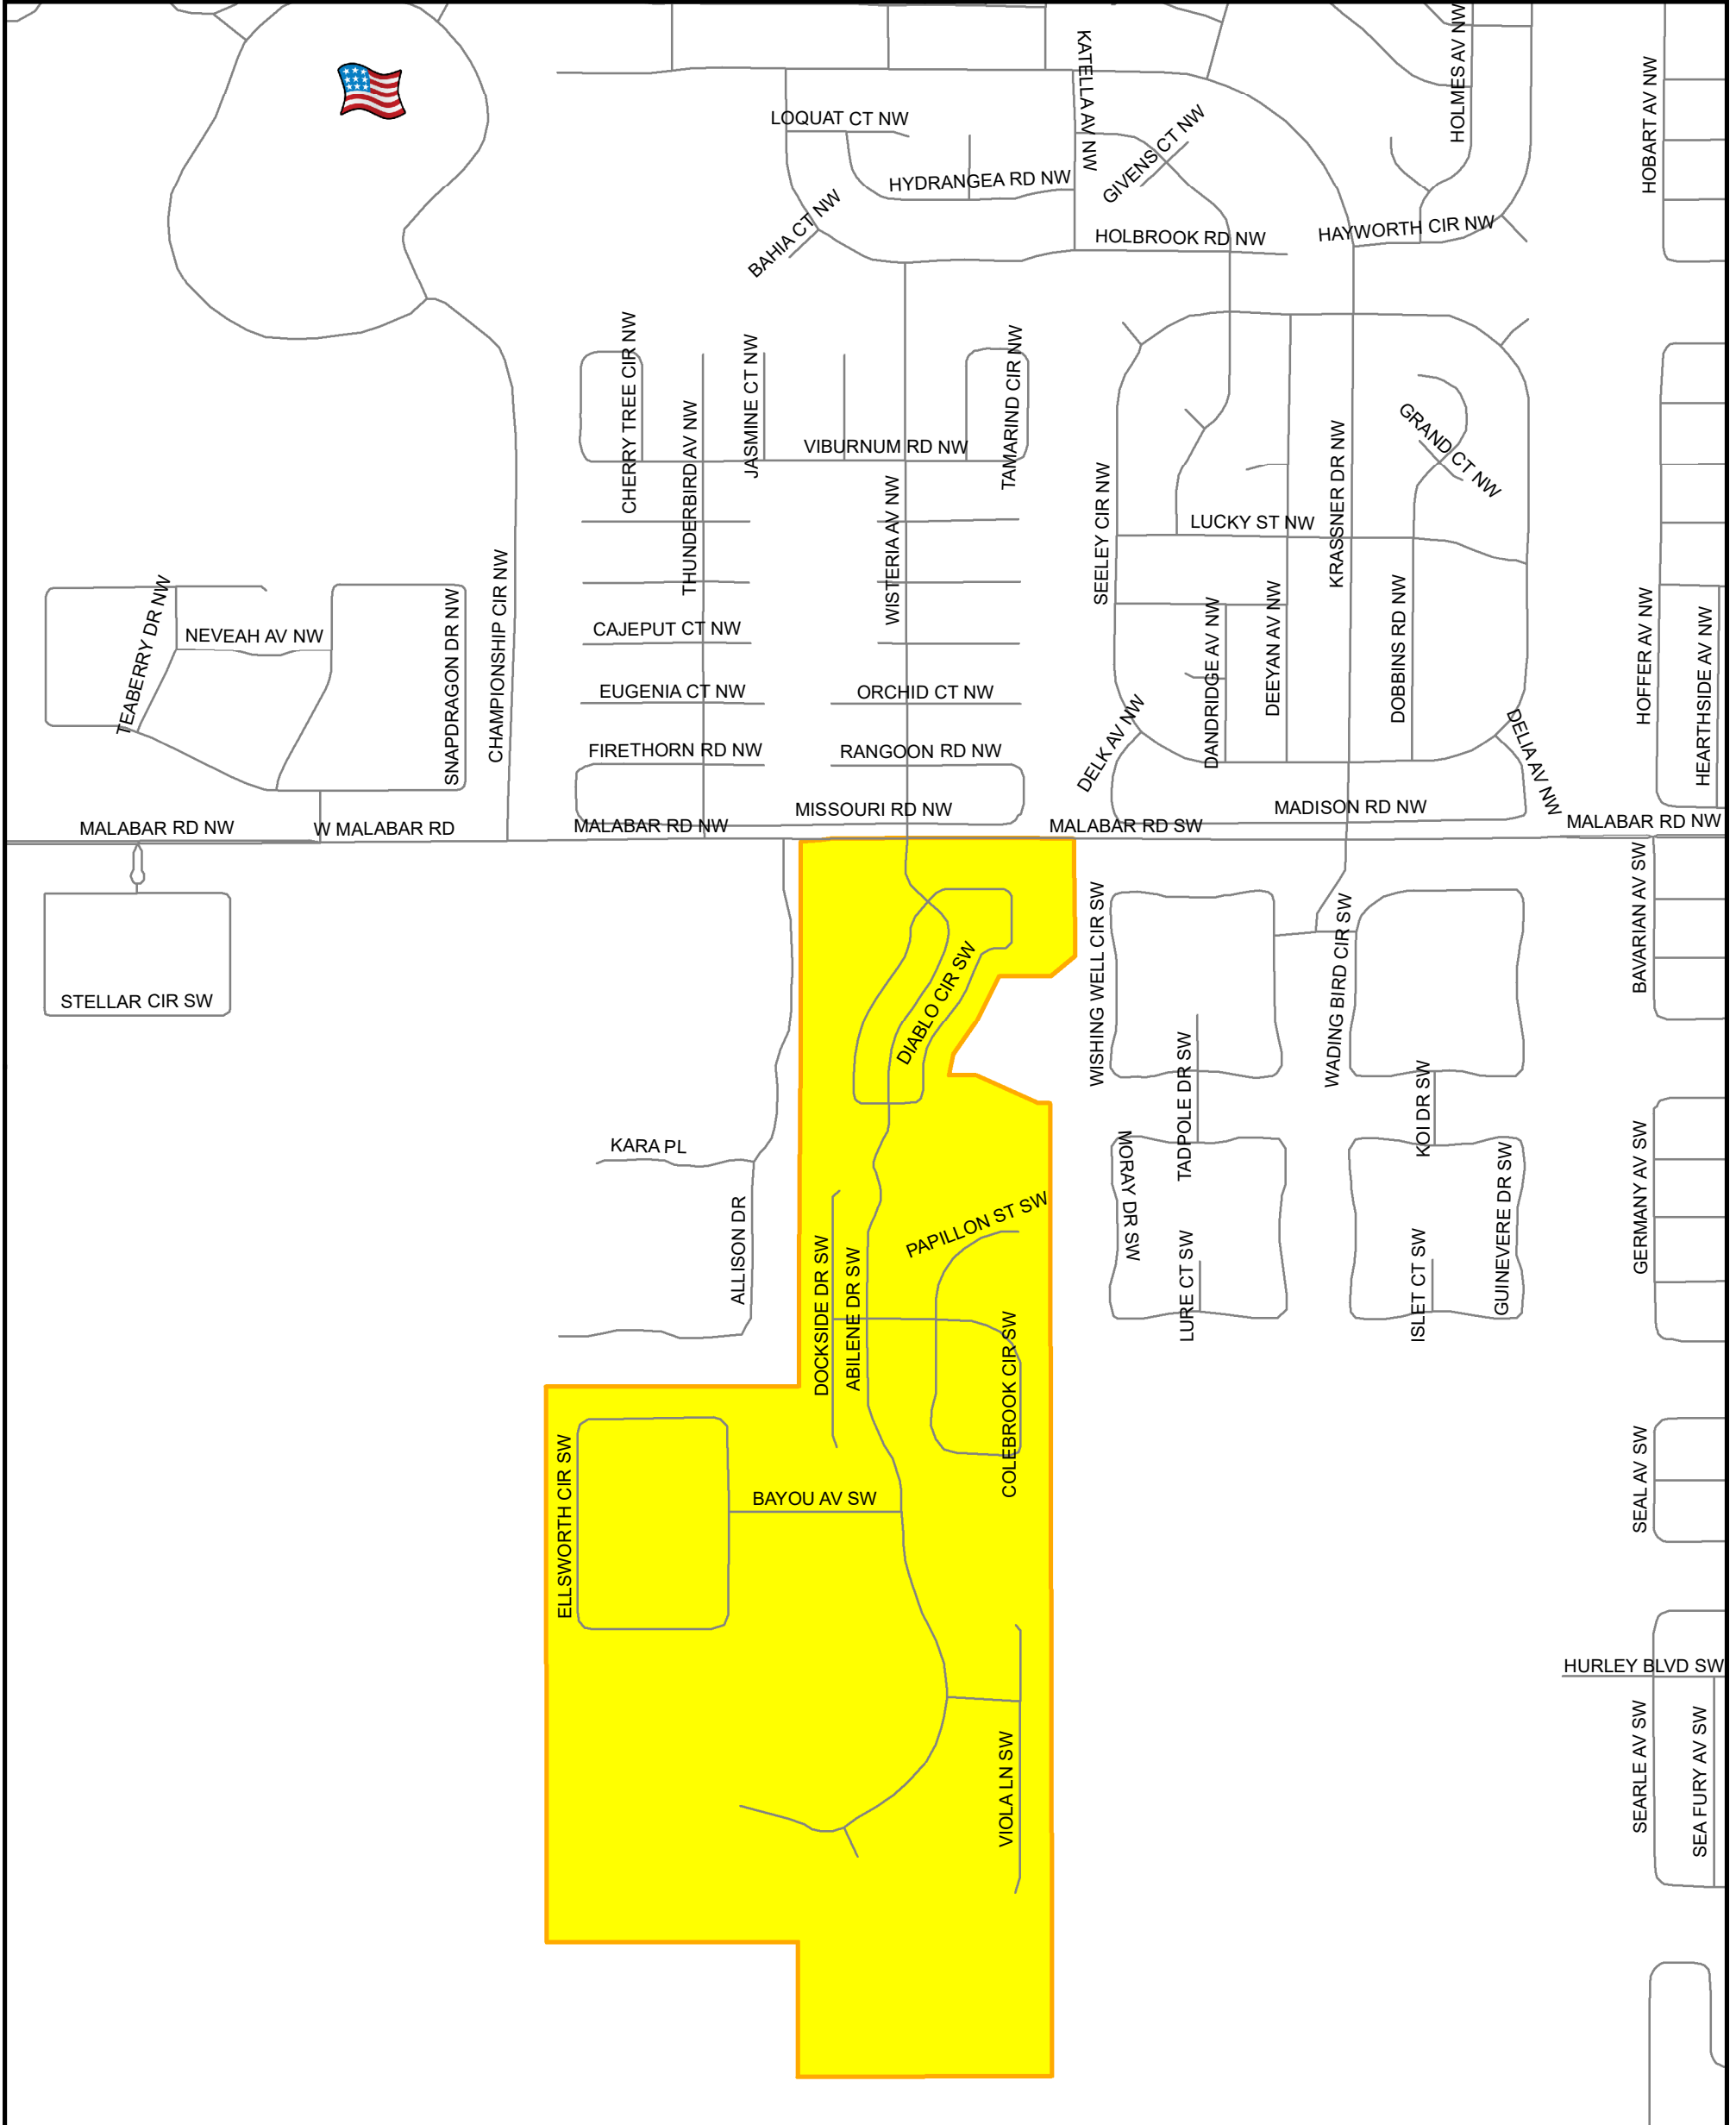 KATELLA AV NW
HOLMES AV NW
HOBART AV NW
LOQUAT CT NW
GIVENS CT NW
HYDRANGEA RD NW
BAHIA CT NW
HOLBROOK RD NW
HAYWORTH CIR NW
CHERRY TREE CIR NW
THUNDERBIRD AV NW
JASMINE CT NW
VIBURNUM RD NW
TAMARIND CIR NW
WISTERIA AV NW
SEELEY CIR NW
LUCKY ST NW
KRASSNER DR NW
GRAND CT NW
CHAMPIONSHIP CIR NW
TEABERRY DR NW
NEVEAH AV NW
SNAPDRAGON DR NW
CAJEPUT CT NW
EUGENIA CT NW
ORCHID CT NW
FIRETHORN RD NW
RANGOON RD NW
DELK AV NW
DANDRIDGE AV NW
DEEYAN AV NW
DOBBINS RD NW
DELIA AV NW
HOFFER AV NW
HEARTHSIDE AV NW
MISSOURI RD NW
MADISON RD NW
MALABAR RD NW
W MALABAR RD
MALABAR RD NW
MALABAR RD SW
MALABAR RD NW
STELLAR CIR SW
DIABLO CIR SW
WISHING WELL CIR SW
WADING BIRD CIR SW
BAVARIAN AV SW
TADPOLE DR SW
KOI DR SW
KARA PL
ALLISON DR
MORAY DR SW
LURE CT SW
ISLET CT SW
GUINEVERE DR SW
GERMANY AV SW
PAPILLON ST SW
DOCKSIDE DR SW
ABILENE DR SW
COLEBROOK CIR SW
ELLSWORTH CIR SW
BAYOU AV SW
SEAL AV SW
HURLEY BLVD SW
VIOLA LN SW
SEARLE AV SW
SEA FURY AV SW